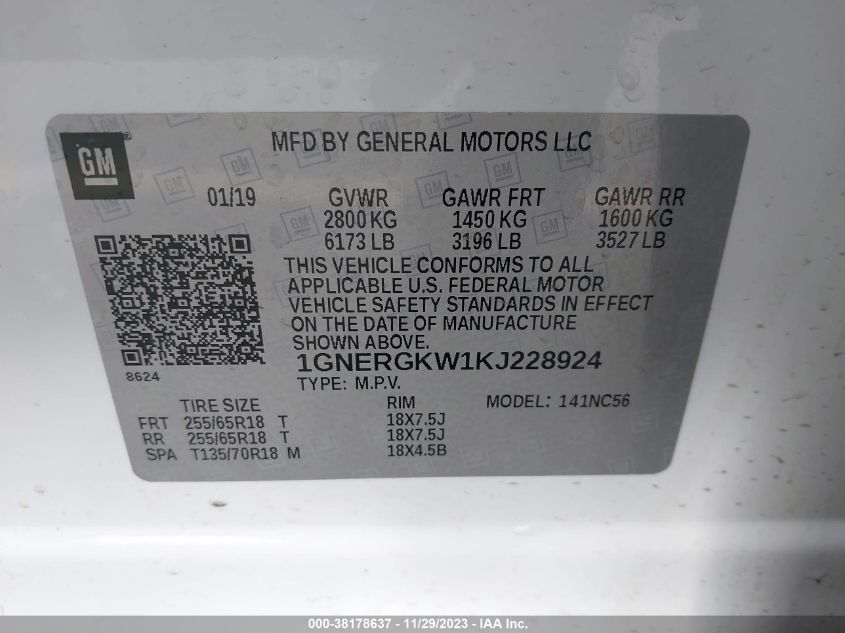 GM
MFD BY GENERAL MOTORS LLC
01/19 GVWR GAWR FRT GAWR RR
2800 KG 1450 KG 1600 KG
6173 LB 3196 LB 3527 LB
THIS VEHICLE CONFORMS TO ALL
APPLICABLE U.S. FEDERAL MOTOR
VEHICLE SAFETY STANDARDS IN EFFECT
ON THE DATE OF MANUFACTURE
SHOWN ABOVE.
1GNERGKW1KJ228924
8624
TYPE: M.P.V.
TIRE SIZE RIM MODEL: 141NC56
FRT 255/65R18 T 18X7.5J
RR 255/65R18 T 18X7.5J
SPA T135/70R18 M 18X4.5B
000-38178637 - 11/29/2023 - IAA Inc.